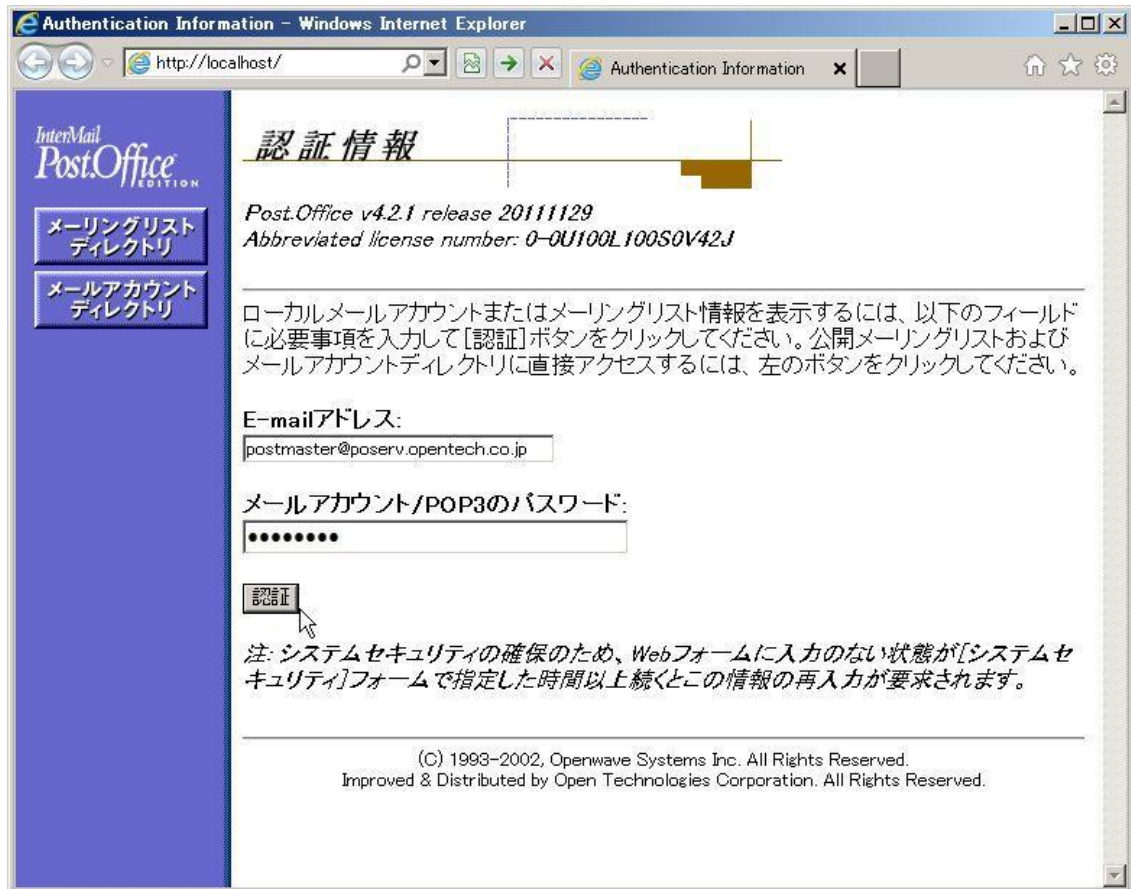 Authentication Information - Windows Internet Explorer
http://localhost/
Authentication Information
InterMail
Post.Office
EDITION
メーリングリスト
ディレクトリ
メールアカウント
ディレクトリ
認証情報
Post.Office v4.2.1 release 20111129
Abbreviated license number: 0-0U100L100S0V42J
ローカルメールアカウントまたはメーリングリスト情報を表示するには、以下のフィールド
に必要事項を入力して[認証]ボタンをクリックしてください。公開メーリングリストおよび
メールアカウントディレクトリに直接アクセスするには、左のボタンをクリックしてください。
E-mailアドレス:
postmaster@poserv.opentech.co.jp
メールアカウント/POP3のパスワード:
●●●●●●●●
認証
注: システムセキュリティの確保のため、Webフォームに入力のない状態が[システムセ
キュリティ]フォームで指定した時間以上続くとこの情報の再入力が要求されます。
(C) 1993-2002, Openwave Systems Inc. All Rights Reserved.
Improved & Distributed by Open Technologies Corporation. All Rights Reserved.